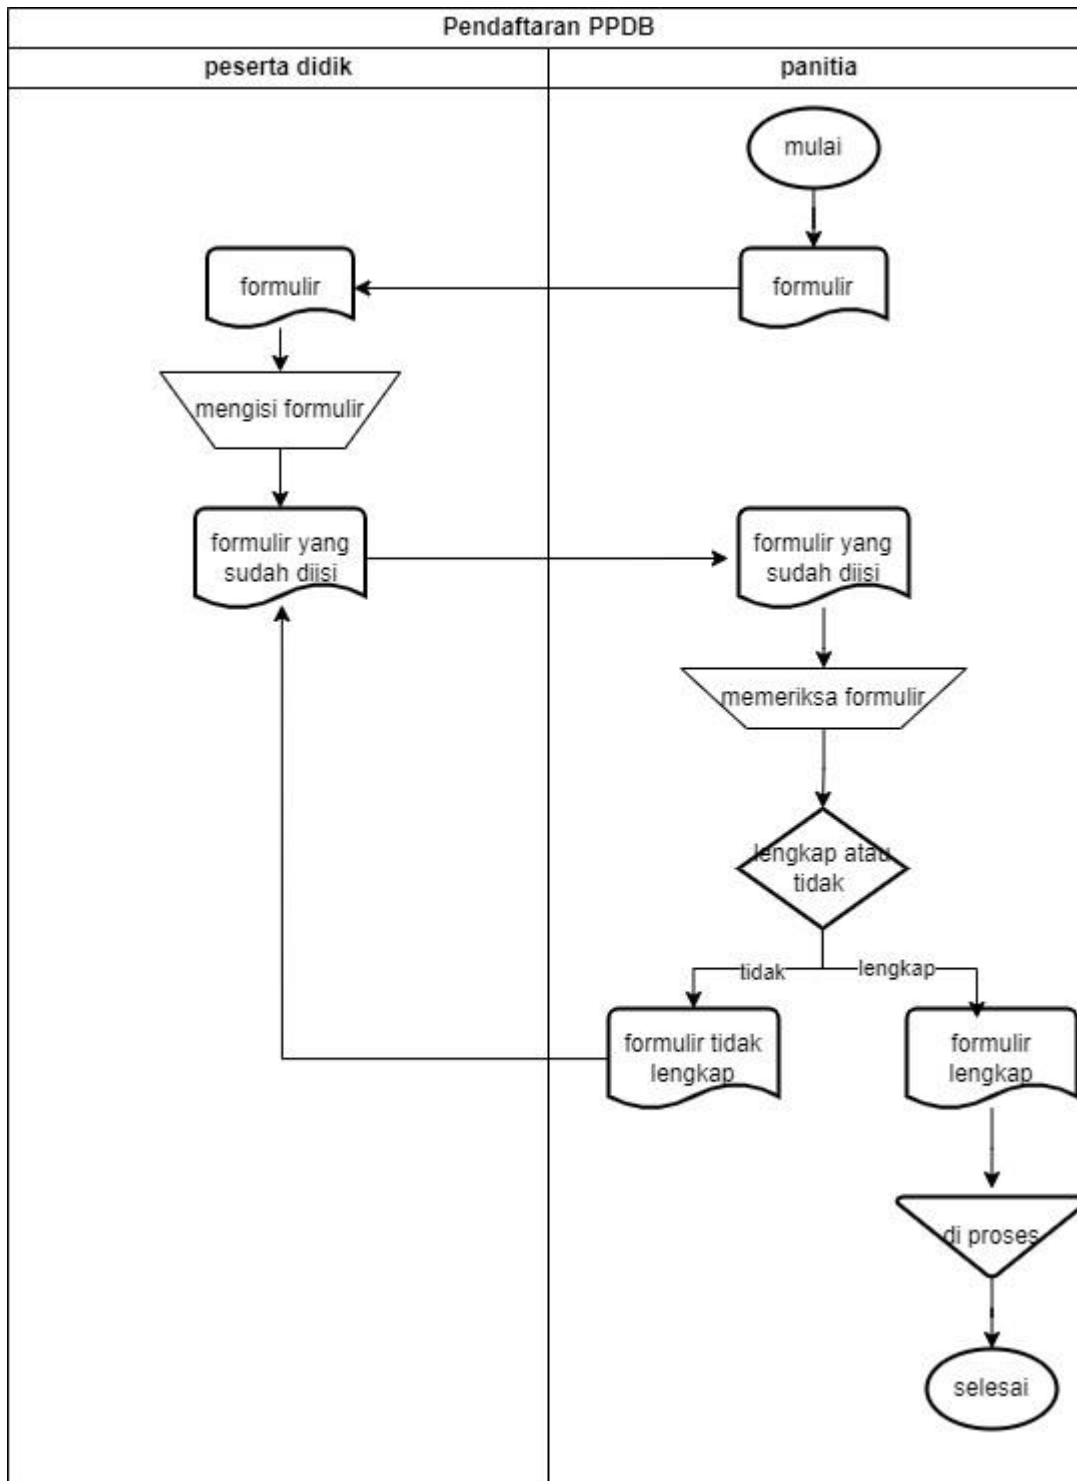 Pendaftaran PPDB
peserta didik
panitia
mulai
formulir
formulir
mengisi formulir
formulir yang
sudah diisi
formulir yang
sudah diisi
memeriksa formulir
lengkap atau
tidak
tidak
lengkap
formulir tidak
lengkap
formulir
lengkap
di proses
selesai